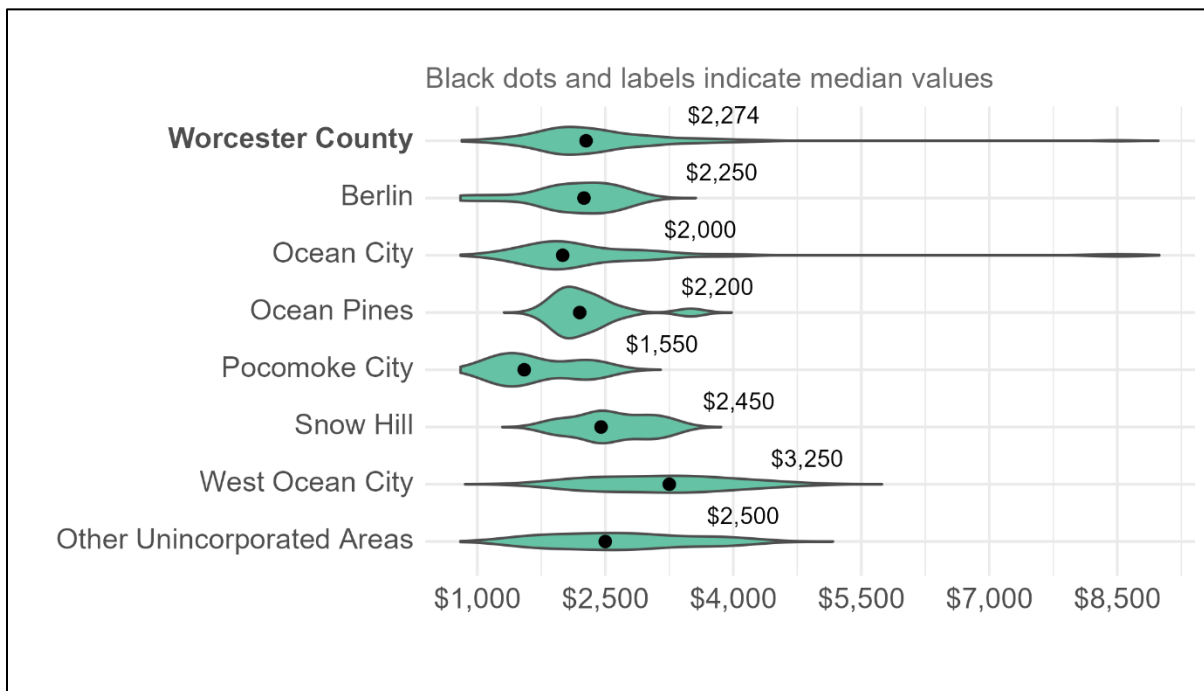 Black dots and labels indicate median values
Worcester County
$2,274
Berlin
$2,250
Ocean City
$2,000
Ocean Pines
$2,200
Pocomoke City
$1,550
Snow Hill
$2,450
West Ocean City
$3,250
Other Unincorporated Areas
$2,500
$1,000 $2,500 $4,000 $5,500 $7,000 $8,500